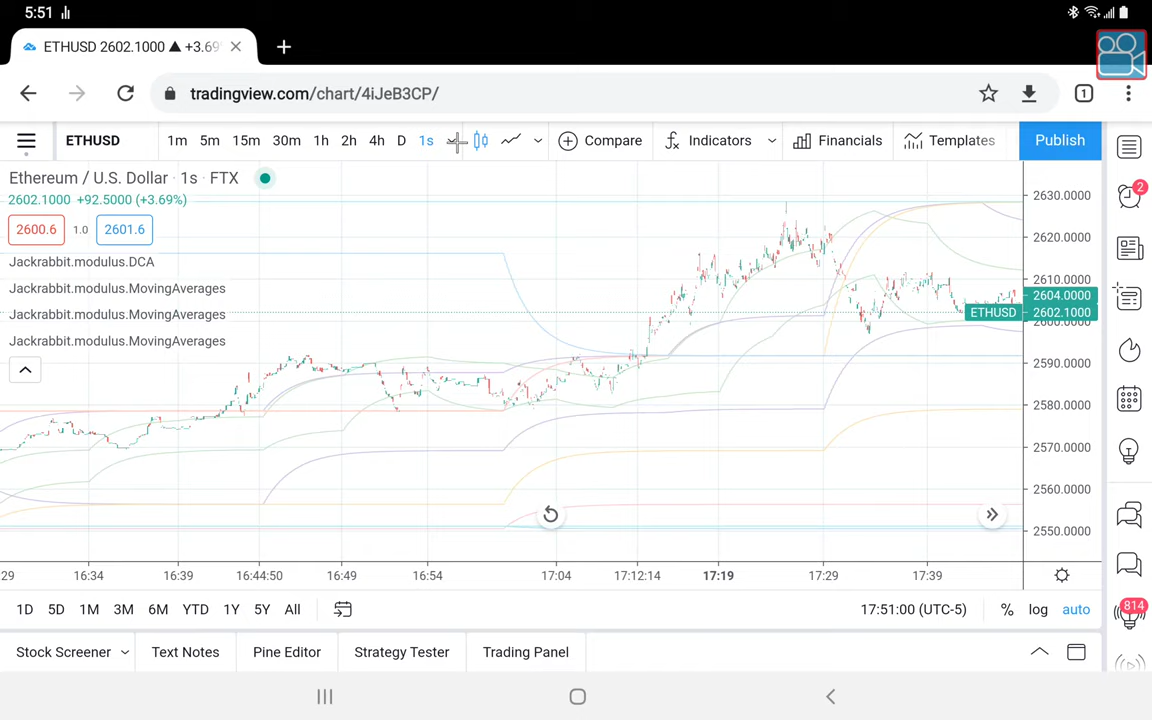 5:51
ETHUSD 2602.1000 ▲ +3.69
tradingview.com/chart/4iJeB3CP/
1
ETHUSD 1m 5m 15m 30m 1h 2h 4h D 1s Compare Indicators Financials Templates Publish
Ethereum / U.S. Dollar · 1s · FTX
2602.1000 +92.5000 (+3.69%)
2600.6 1.0 2601.6
Jackrabbit.modulus.DCA
Jackrabbit.modulus.MovingAverages
Jackrabbit.modulus.MovingAverages
Jackrabbit.modulus.MovingAverages
2630.0000
2620.0000
2610.0000
2604.0000
ETHUSD 2602.1000
2600.0000
2590.0000
2580.0000
2570.0000
2560.0000
2550.0000
2
814
:29 16:34 16:39 16:44:50 16:49 16:54 17:04 17:12:14 17:19 17:29 17:39
1D 5D 1M 3M 6M YTD 1Y 5Y All 17:51:00 (UTC-5) % log auto
Stock Screener Text Notes Pine Editor Strategy Tester Trading Panel